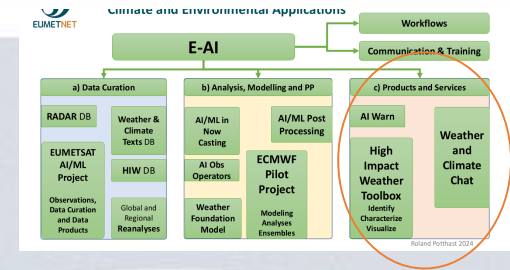 Climate and Environmental Applications
EUMETNET
E-AI
Workflows
Communication & Training
a) Data Curation
RADAR DB
Weather &
Climate
Texts DB
EUMETSAT
AI/ML
Project
Observations,
Data Curation
and Data
Products
HIW DB
Global and
Regional
Reanalyses
b) Analysis, Modelling and PP
AI/ML in
Now
Casting
AI/ML Post
Processing
AI Obs
Operators
ECMWF
Pilot
Project
Modeling
Analyses
Ensembles
Weather
Foundation
Model
c) Products and Services
AI Warn
High
Impact
Weather
Toolbox
Identify
Characterize
Visualize
Weather
and
Climate
Chat
Roland Potthast 2024